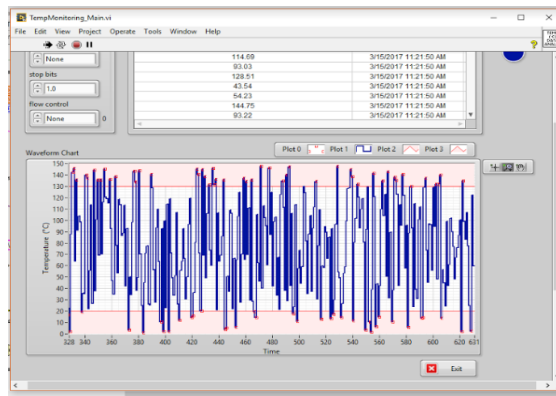 TempMonitering_Main.vi
File Edit View Project Operate Tools Window Help
None
stop bits
1.0
flow control
None 0
114.69 3/15/2017 11:21:50 AM
93.03 3/15/2017 11:21:50 AM
128.51 3/15/2017 11:21:50 AM
43.54 3/15/2017 11:21:50 AM
54.23 3/15/2017 11:21:50 AM
144.75 3/15/2017 11:21:50 AM
93.22 3/15/2017 11:21:50 AM
Plot 0 Plot 1 Plot 2 Plot 3
Waveform Chart
150
140
130
120
110
100
90
80
70
60
50
40
30
20
10
0
Temperature (°C)
328 340 360 380 400 420 440 460 480 500 520 540 560 580 600 620 631
Time
Exit